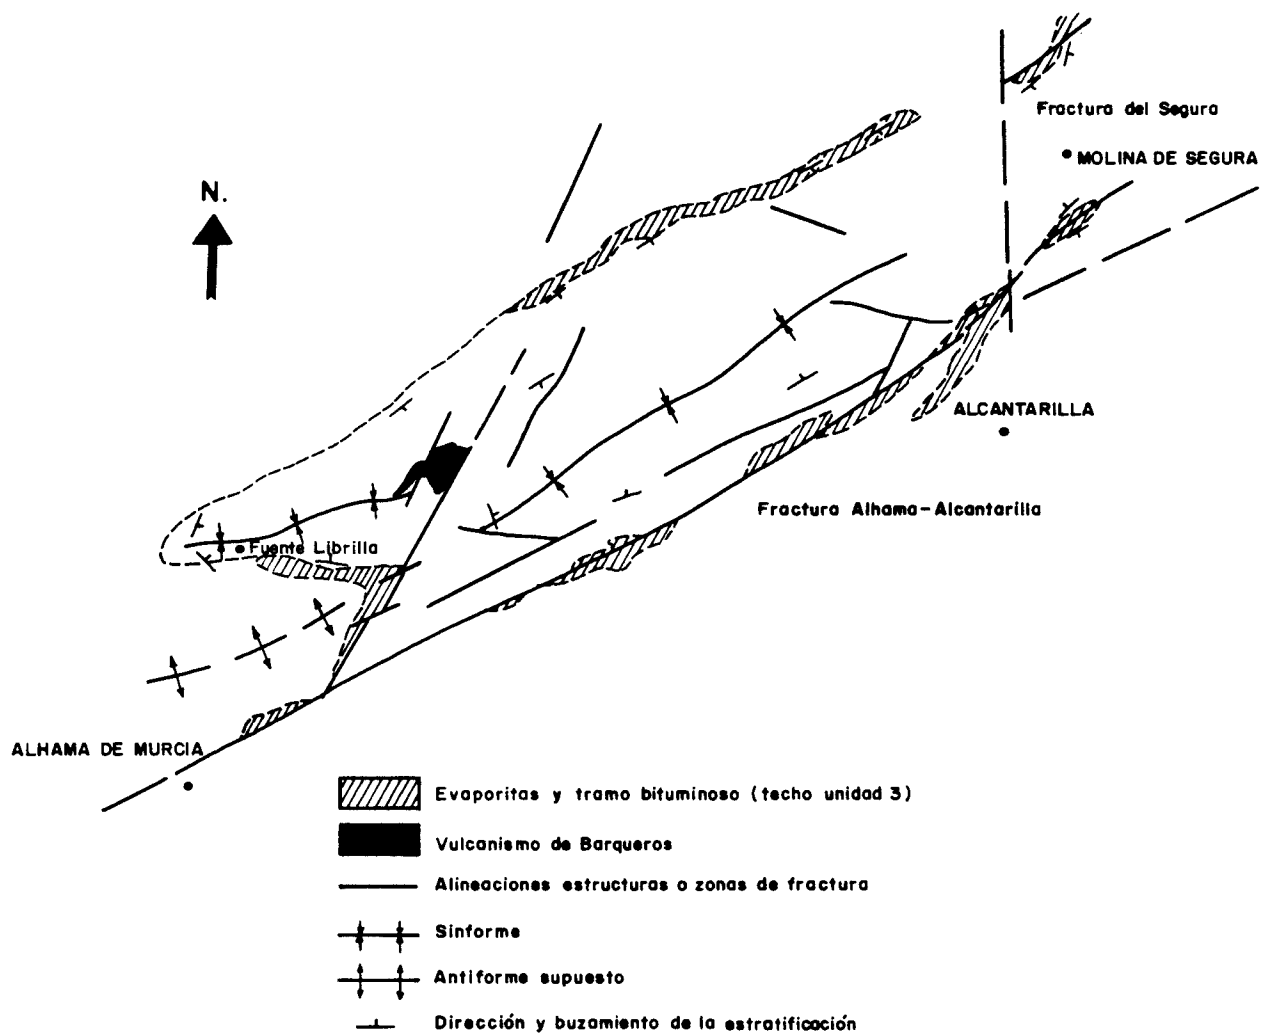 Fractura del Segura
MOLINA DE SEGURA
N.
ALCANTARILLA
Fractura Alhama-Alcantarilla
Fuente Librilla
ALHAMA DE MURCIA
Evaporitas y tramo bituminoso (techo unidad 3)
Vulcanismo de Barqueros
Alineaciones estructuras o zonas de fractura
Sinforme
Antiforme supuesto
Dirección y buzamiento de la estratificación